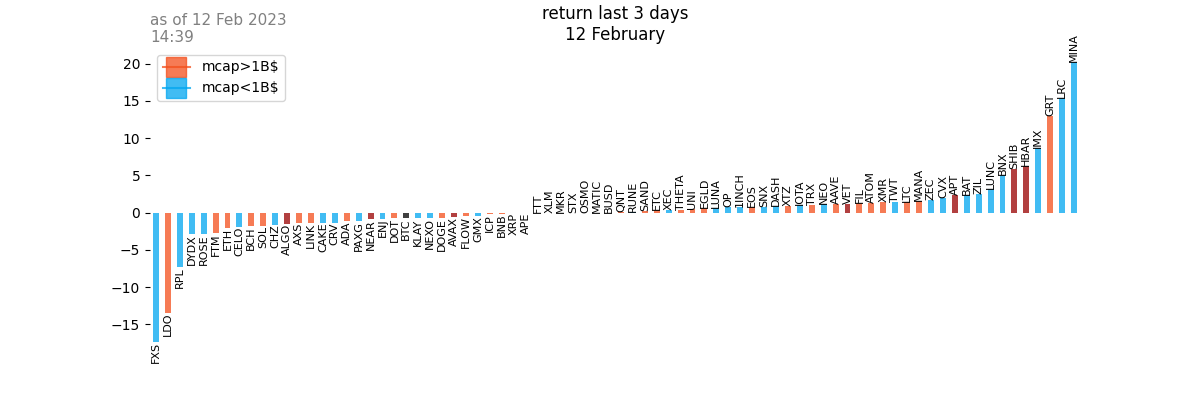 as of 12 Feb 2023
14:39
return last 3 days
12 February
mcap>1B$
mcap<1B$
20
15
10
5
0
−5
−10
−15
FXS
LDO
RPL
DYDX
ROSE
FTM
ETH
CELO
BCH
SOL
CHZ
ALGO
AXS
LINK
CAKE
CRV
ADA
PAXG
NEAR
ENJ
DOT
BTC
KLAY
NEXO
DOGE
AVAX
FLOW
GMX
ICP
BNB
XRP
APE
FTT
XLM
MKR
STX
OSMO
MATIC
BUSD
QNT
RUNE
SAND
ETC
XEC
THETA
UNI
EGLD
LUNA
OP
1INCH
EOS
SNX
DASH
XTZ
IOTA
TRX
NEO
AAVE
VET
FIL
ATOM
XMR
TWT
LTC
MANA
ZEC
CVX
APT
BAT
ZIL
LUNC
BNX
SHIB
HBAR
IMX
GRT
LRC
MINA